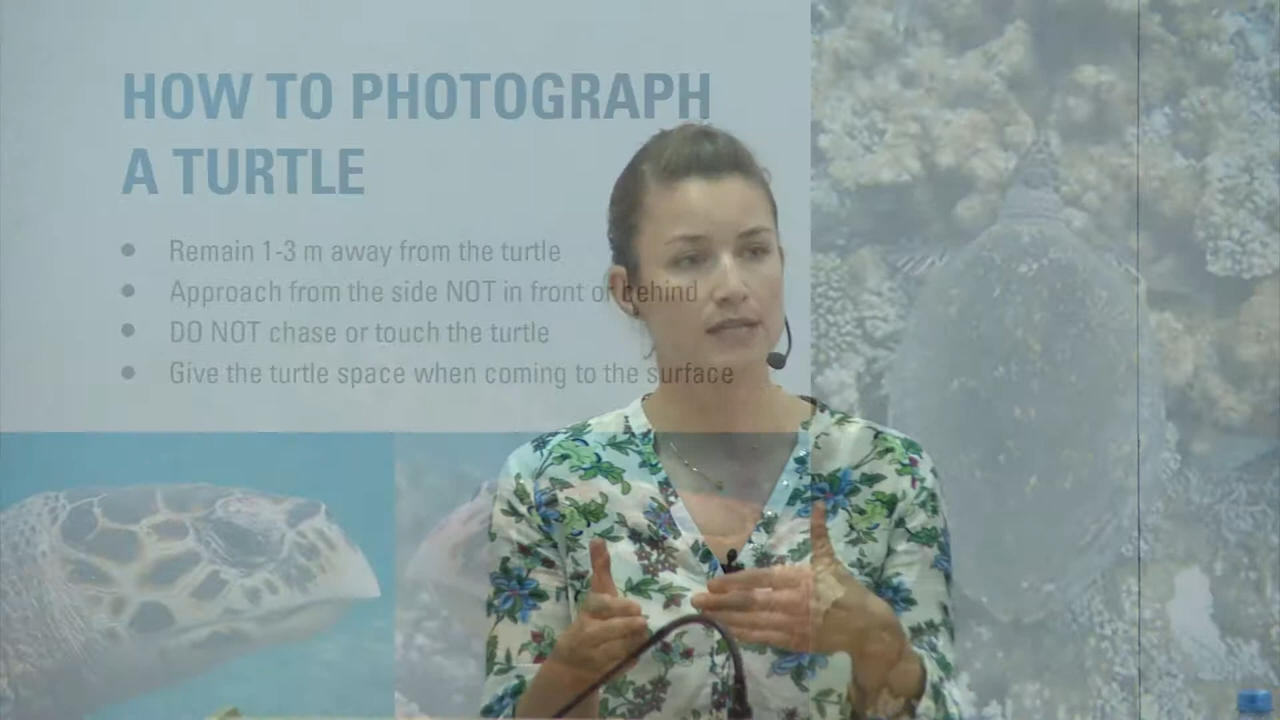 HOW TO PHOTOGRAPH
A TURTLE
Remain 1-3 m away from the turtle
Approach from the side NOT in front or behind
DO NOT chase or touch the turtle
Give the turtle space when coming to the surface